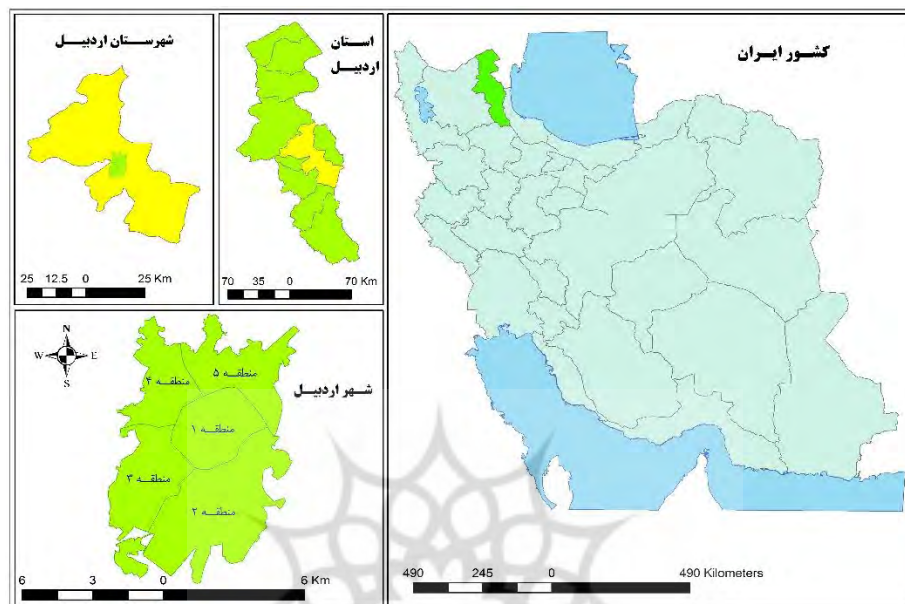 کشور ایران
استان
اردبیل
شهرستان اردبیل
70 35 0 70 Km
25 12.5 0 25 Km
شهر اردبیل
N
W E
S
منطقه ۵
منطقه ۴
منطقه ۱
منطقه ۳
منطقه ۲
6 3 0 6 Km
490 245 0 490 Kilometers